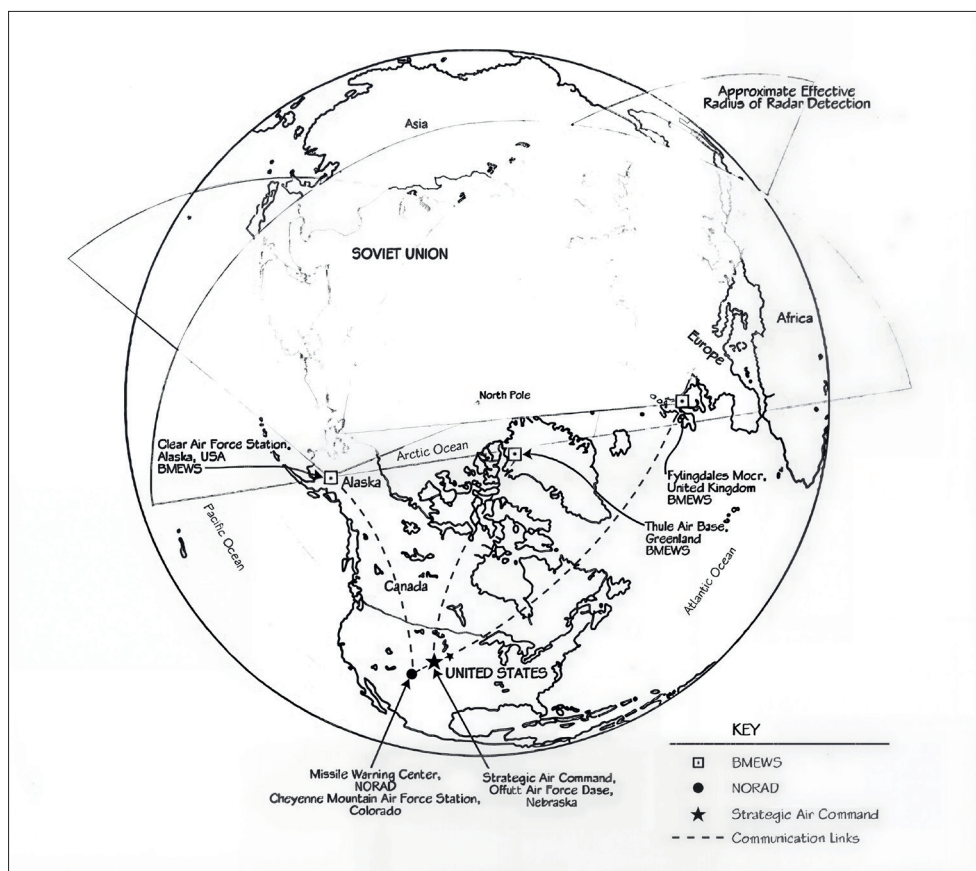 Approximate Effective
Radius of Radar Detection
Asia
SOVIET UNION
Africa
Europe
North Pole
Clear Air Force Station.
Alaska, USA
BMEWS
Arctic Ocean
Alaska
Fylingdales Mocr.
United Kingdom
BMEWS
Thule Air Base.
Greenland
BMEWS
Pacific Ocean
Atlantic Ocean
Canada
UNITED STATES
Missile Warning Center,
NORAD
Cheyenne Mountain Air Force Station,
Colorado
Strategic Air Command,
Offutt Air Force Dase,
Nebraska
KEY
BMEWS
NORAD
Strategic Air Command
Communication Links